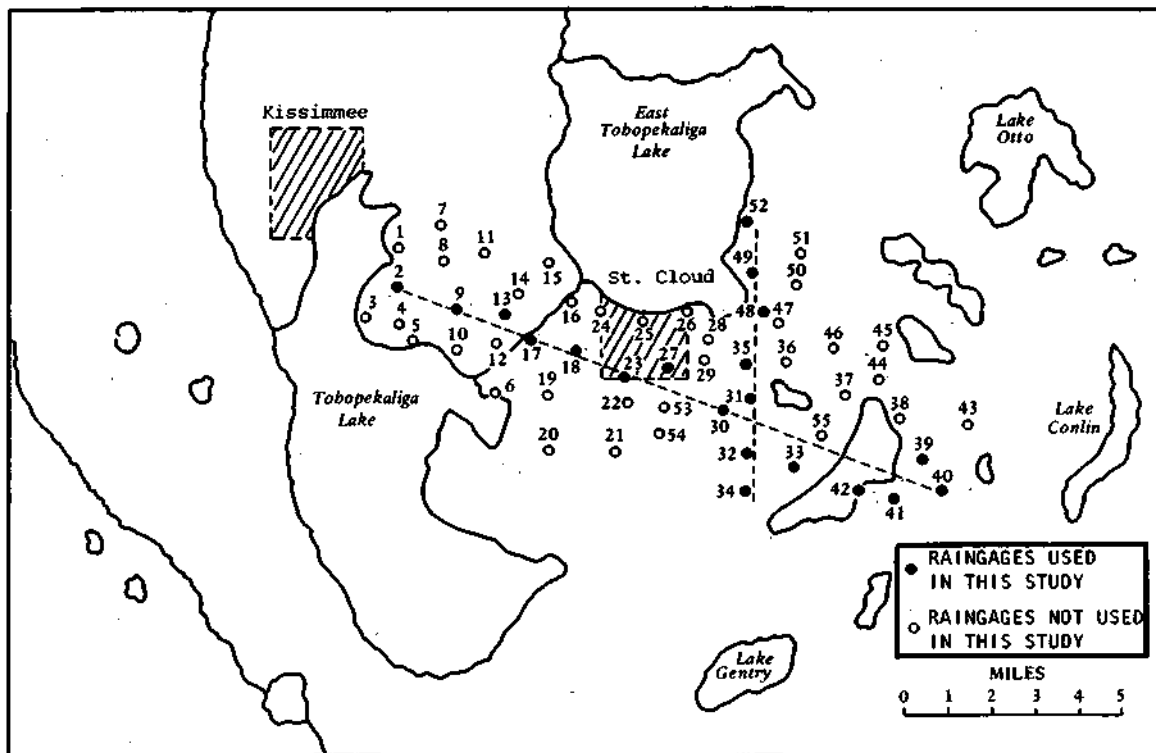 Kissimmee
East
Tobopekaliga
Lake
Lake
Otto
7
1
8
11
2
14
15
3
4
5
9
13
10
12
17
16
24
St. Cloud
25
26
28
52
49
51
50
48
47
18
23
27
29
35
36
46
45
44
6
19
22
53
31
30
37
38
43
Tobopekaliga
Lake
20
21
54
32
33
55
39
Lake
Conlin
34
42
41
40
RAINGAGES USED
IN THIS STUDY
RAINGAGES NOT USED
IN THIS STUDY
Lake
Gentry
MILES
0 1 2 3 4 5